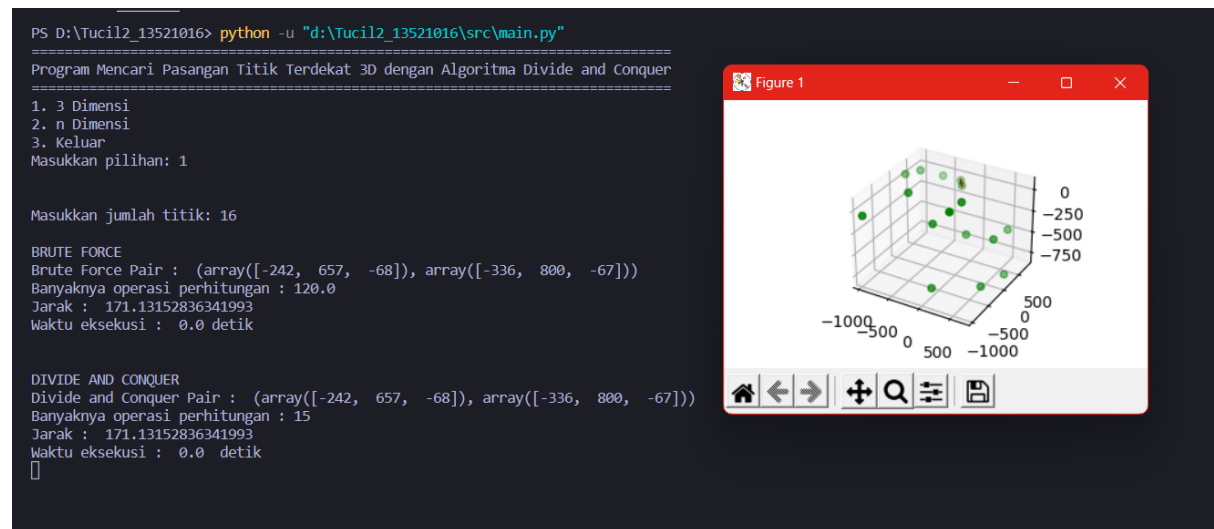 PS D:\Tucil2_13521016> python -u "d:\Tucil2_13521016\src\main.py"
================================================================================
Program Mencari Pasangan Titik Terdekat 3D dengan Algoritma Divide and Conquer
================================================================================
1. 3 Dimensi
2. n Dimensi
3. Keluar
Masukkan pilihan: 1
Masukkan jumlah titik: 16
BRUTE FORCE
Brute Force Pair :  (array([-242, 657,  -68]), array([-336, 800,  -67]))
Banyaknya operasi perhitungan : 120.0
Jarak :  171.13152836341993
Waktu eksekusi :  0.0 detik
DIVIDE AND CONQUER
Divide and Conquer Pair :  (array([-242,  657,  -68]), array([-336,  800,  -67]))
Banyaknya operasi perhitungan : 15
Jarak :  171.13152836341993
Waktu eksekusi :  0.0  detik
Figure 1
0
−250
−500
−750
500
0
−500
−1000
−1000
−500
0
500